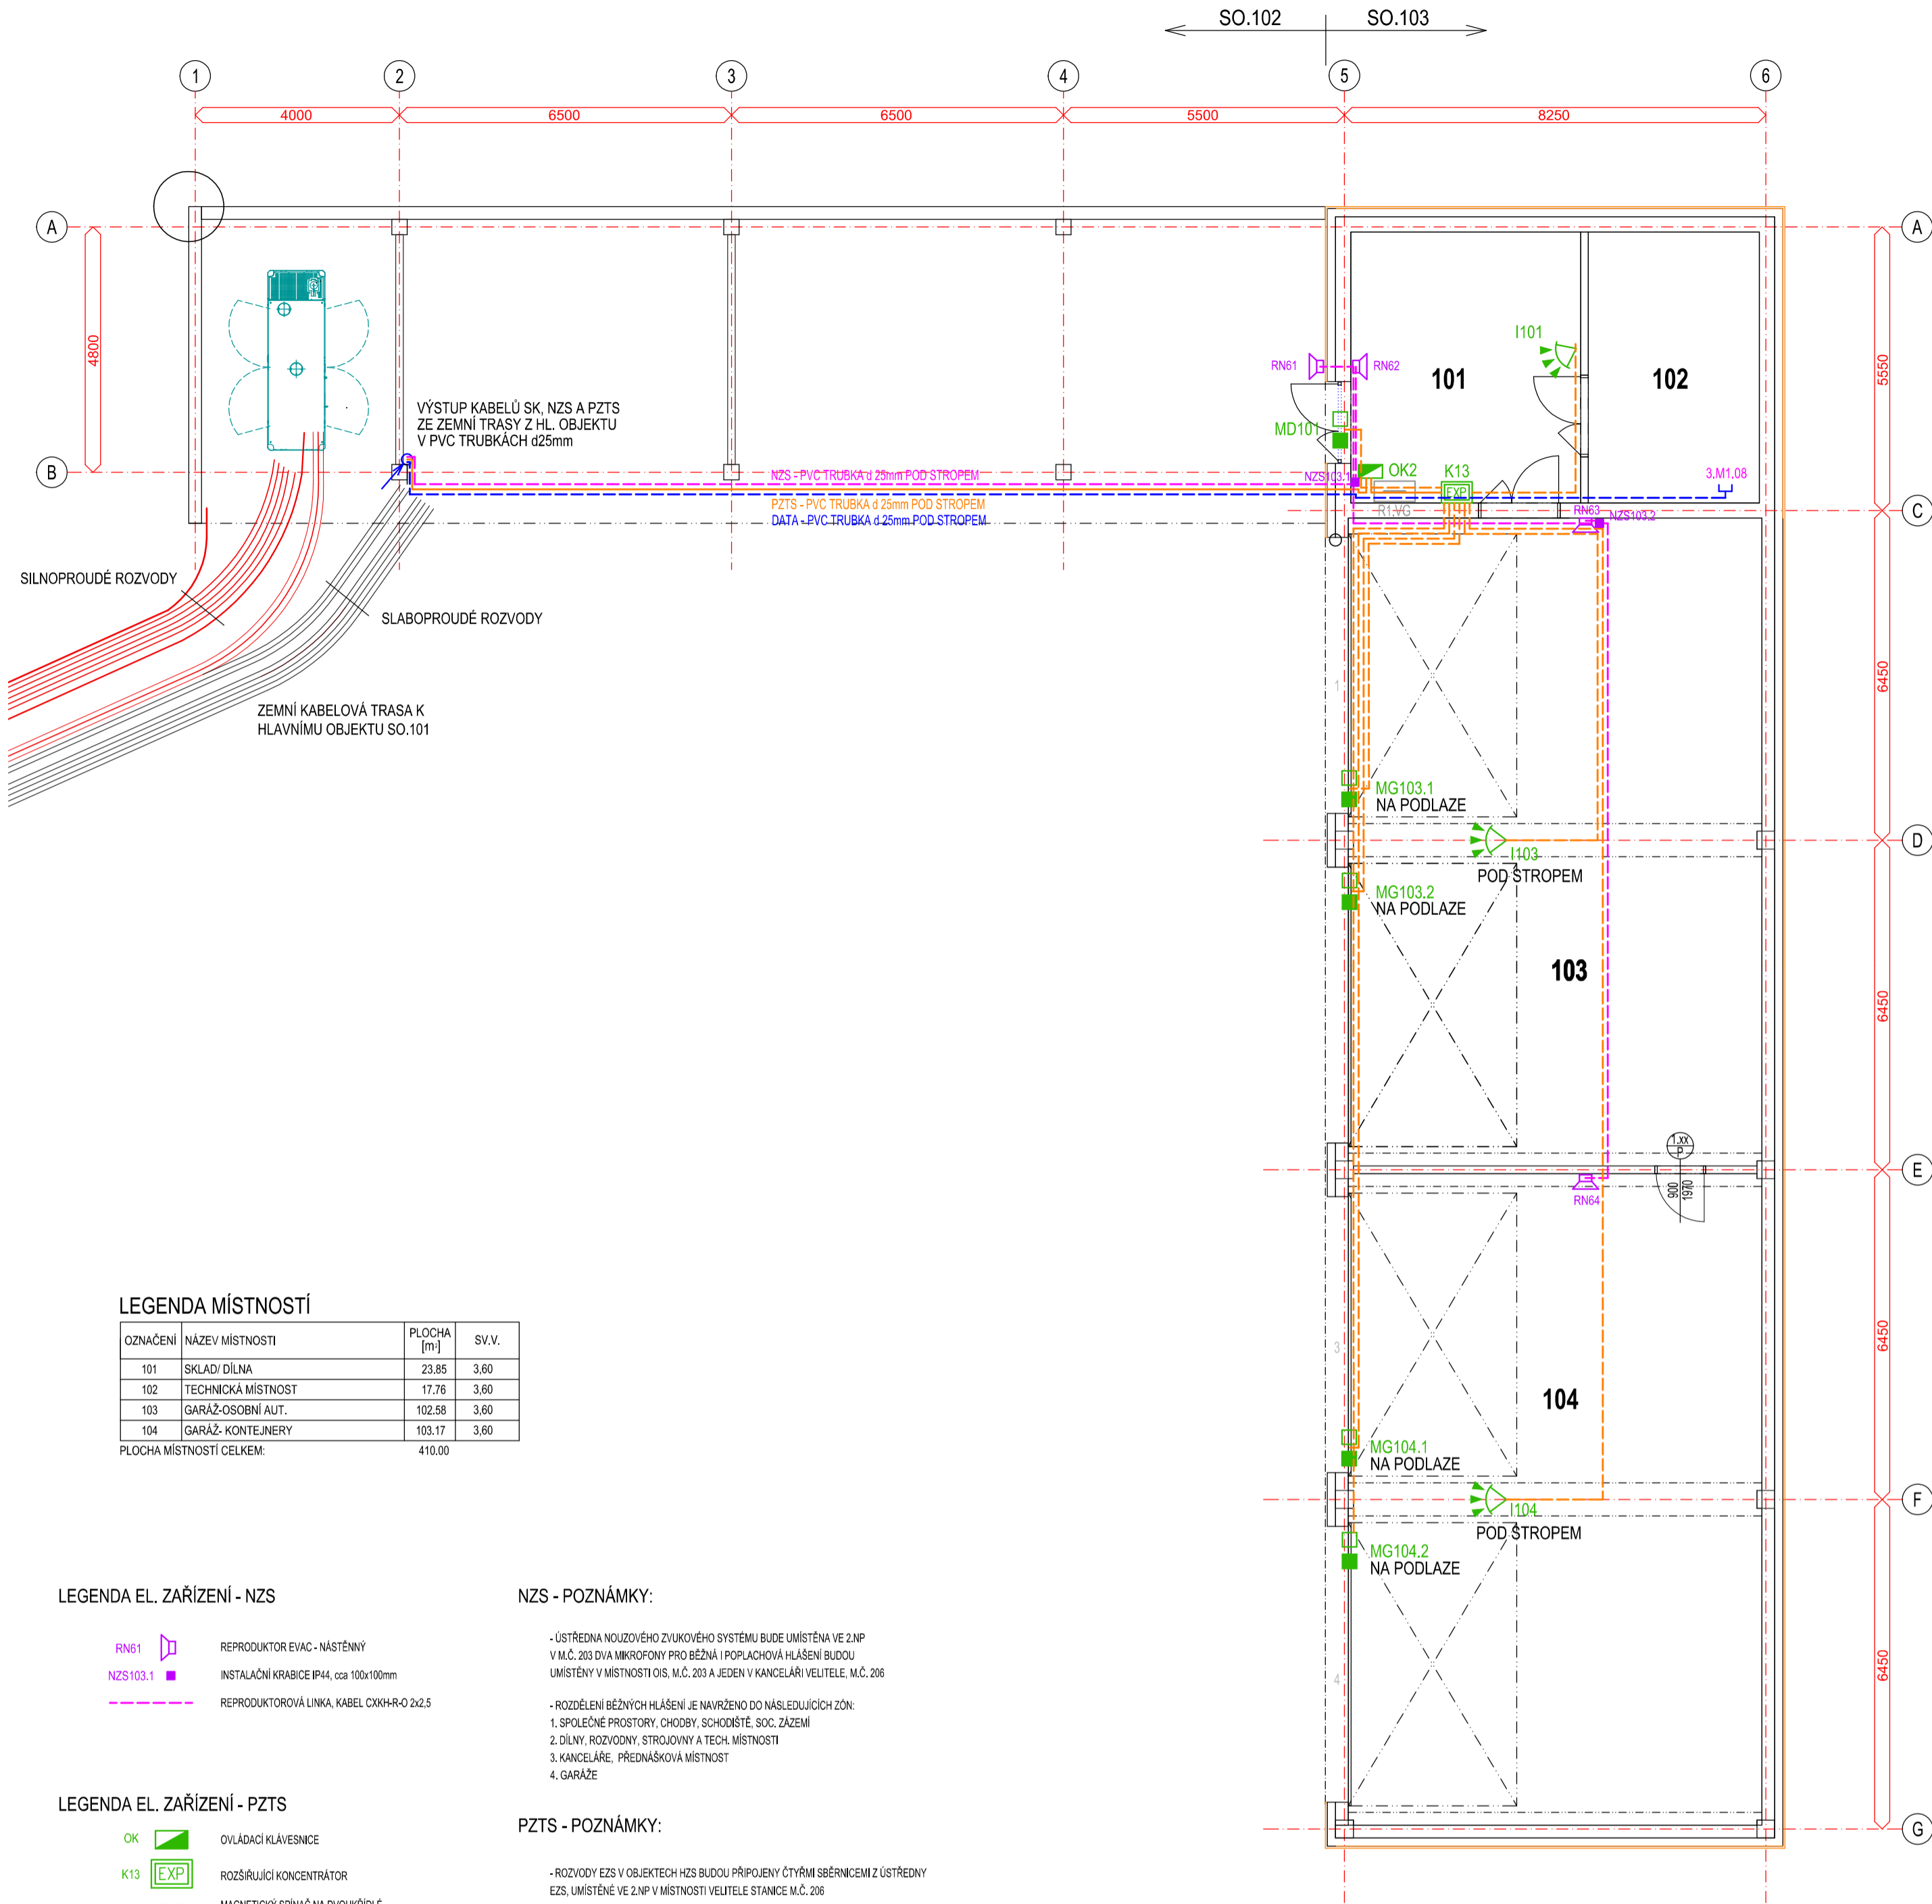 SO.102 SO.103
1 2 3 4 5 6
4000 6500 6500 5500 8250
A A
4800
5550
I101
RN61 RN62
101 102
VÝSTUP KABELŮ SK, NZS A PZTS
ZE ZEMNÍ TRASY Z HL. OBJEKTU
V PVC TRUBKÁCH d25mm
MD101
B
NZS - PVC TRUBKA d 25mm POD STROPEM
NZS103.1 OK2 K13 3.M1.08
EXP
PZTS - PVC TRUBKA d 25mm POD STROPEM
R1.VG RN63 NZS103.2 C
DATA - PVC TRUBKA d 25mm POD STROPEM
SILNOPROUDÉ ROZVODY
SLABOPROUDÉ ROZVODY
6450
1
ZEMNÍ KABELOVÁ TRASA K
HLAVNÍMU OBJEKTU SO.101
MG103.1
NA PODLAZE
D
I103
POD STROPEM
MG103.2
NA PODLAZE
103
6450
1.xx
P
E
900
1970
RN64
LEGENDA MÍSTNOSTÍ
OZNAČENÍ NÁZEV MÍSTNOSTI PLOCHA [m²] SV.V.
101 SKLAD/ DÍLNA 23.85 3,60
102 TECHNICKÁ MÍSTNOST 17.76 3,60
103 GARÁŽ-OSOBNÍ AUT. 102.58 3,60
104 GARÁŽ- KONTEJNERY 103.17 3,60
PLOCHA MÍSTNOSTÍ CELKEM: 410.00
3
6450
104
MG104.1
NA PODLAZE
F
I104
POD STROPEM
MG104.2
NA PODLAZE
4
6450
G
LEGENDA EL. ZAŘÍZENÍ - NZS
RN61 REPRODUKTOR EVAC - NÁSTĚNNÝ
NZS103.1 INSTALAČNÍ KRABICE IP44, cca 100x100mm
REPRODUKTOROVÁ LINKA, KABEL CXKH-R-O 2x2,5
NZS - POZNÁMKY:
- ÚSTŘEDNA NOUZOVÉHO ZVUKOVÉHO SYSTÉMU BUDE UMÍSTĚNA VE 2.NP
V M.Č. 203 DVA MIKROFONY PRO BĚŽNÁ I POPLACHOVÁ HLÁŠENÍ BUDOU
UMÍSTĚNY V MÍSTNOSTI OIS, M.Č. 203 A JEDEN V KANCELÁŘI VELITELE, M.Č. 206
- ROZDĚLENÍ BĚŽNÝCH HLÁŠENÍ JE NAVRŽENO DO NÁSLEDUJÍCÍCH ZÓN:
1. SPOLEČNÉ PROSTORY, CHODBY, SCHODIŠTĚ, SOC. ZÁZEMÍ
2. DÍLNY, ROZVODNY, STROJOVNY A TECH. MÍSTNOSTI
3. KANCELÁŘE, PŘEDNÁŠKOVÁ MÍSTNOST
4. GARÁŽE
LEGENDA EL. ZAŘÍZENÍ - PZTS
OK OVLÁDACÍ KLÁVESNICE
K13 EXP ROZŠIŘUJÍCÍ KONCENTRÁTOR
MAGNETICKÝ SPÍNAČ NA DVOUKŘÍDLÉ
PZTS - POZNÁMKY:
- ROZVODY EZS V OBJEKTECH HZS BUDOU PŘIPOJENY ČTYŘMI SBĚRNICEMI Z ÚSTŘEDNY
EZS, UMÍSTĚNÉ VE 2.NP V MÍSTNOSTI VELITELE STANICE M.Č. 206